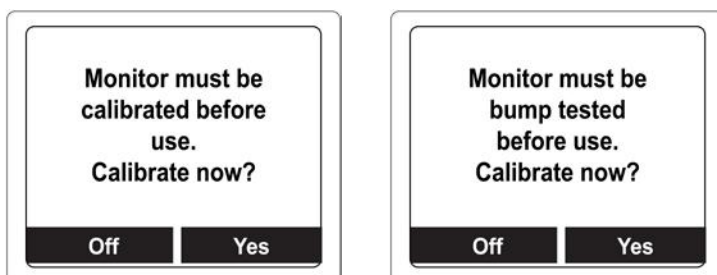 Monitor must be
calibrated before
use.
Calibrate now?
Off Yes
Monitor must be
bump tested
before use.
Calibrate now?
Off Yes